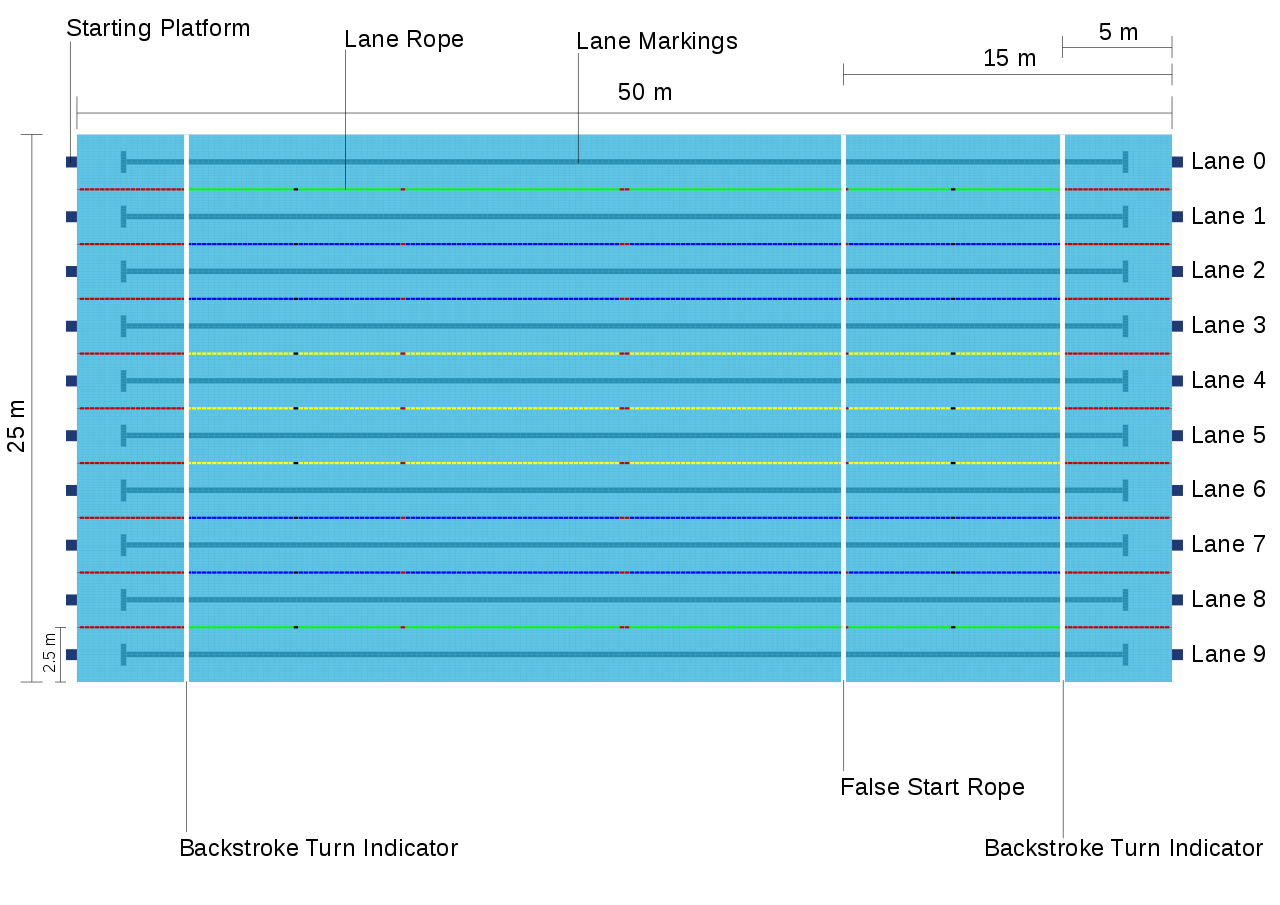 Starting Platform
Lane Rope
Lane Markings
5 m
15 m
50 m
Lane 0
Lane 1
Lane 2
Lane 3
Lane 4
Lane 5
Lane 6
Lane 7
Lane 8
Lane 9
25 m
2.5 m
False Start Rope
Backstroke Turn Indicator
Backstroke Turn Indicator